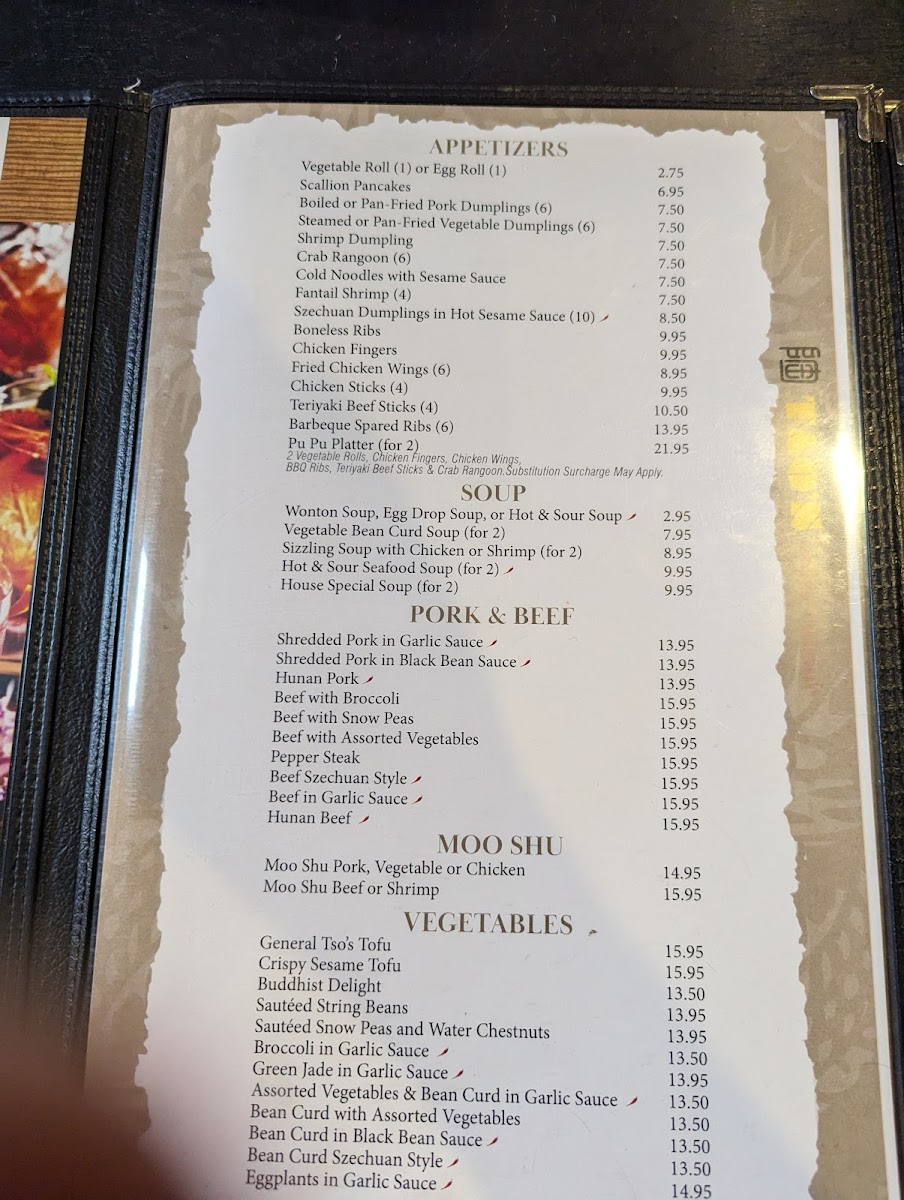 APPETIZERS
Vegetable Roll (1) or Egg Roll (1) 2.75
Scallion Pancakes 6.95
Boiled or Pan-Fried Pork Dumplings (6) 7.50
Steamed or Pan-Fried Vegetable Dumplings (6) 7.50
Shrimp Dumpling 7.50
Crab Rangoon (6) 7.50
Cold Noodles with Sesame Sauce 7.50
Fantail Shrimp (4) 7.50
Szechuan Dumplings in Hot Sesame Sauce (10) 8.50
Boneless Ribs 9.95
Chicken Fingers 9.95
Fried Chicken Wings (6) 8.95
Chicken Sticks (4) 9.95
Teriyaki Beef Sticks (4) 10.50
Barbeque Spared Ribs (6) 13.95
Pu Pu Platter (for 2) 21.95
2 Vegetable Rolls, Chicken Fingers, Chicken Wings,
BBQ Ribs, Teriyaki Beef Sticks & Crab Rangoon.Substitution Surcharge May Apply.
SOUP
Wonton Soup, Egg Drop Soup, or Hot & Sour Soup 2.95
Vegetable Bean Curd Soup (for 2) 7.95
Sizzling Soup with Chicken or Shrimp (for 2) 8.95
Hot & Sour Seafood Soup (for 2) 9.95
House Special Soup (for 2) 9.95
PORK & BEEF
Shredded Pork in Garlic Sauce 13.95
Shredded Pork in Black Bean Sauce 13.95
Hunan Pork 13.95
Beef with Broccoli 15.95
Beef with Snow Peas 15.95
Beef with Assorted Vegetables 15.95
Pepper Steak 15.95
Beef Szechuan Style 15.95
Beef in Garlic Sauce 15.95
Hunan Beef 15.95
MOO SHU
Moo Shu Pork, Vegetable or Chicken 14.95
Moo Shu Beef or Shrimp 15.95
VEGETABLES
General Tso's Tofu 15.95
Crispy Sesame Tofu 15.95
Buddhist Delight 13.50
Sautéed String Beans 13.95
Sautéed Snow Peas and Water Chestnuts 13.95
Broccoli in Garlic Sauce 13.50
Green Jade in Garlic Sauce 13.95
Assorted Vegetables & Bean Curd in Garlic Sauce 13.50
Bean Curd with Assorted Vegetables 13.50
Bean Curd in Black Bean Sauce 13.50
Bean Curd Szechuan Style 13.50
Eggplants in Garlic Sauce 14.95